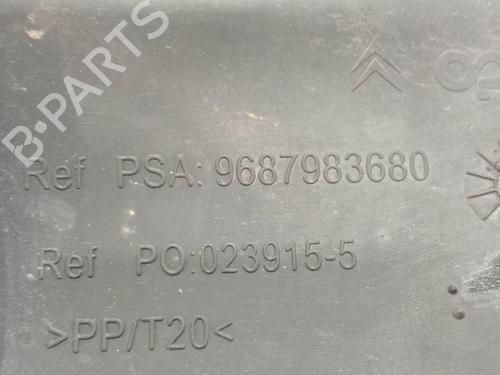 B-PARTS
Ref PSA: 9687983680
Ref PO:023915-5
>PP/T20<